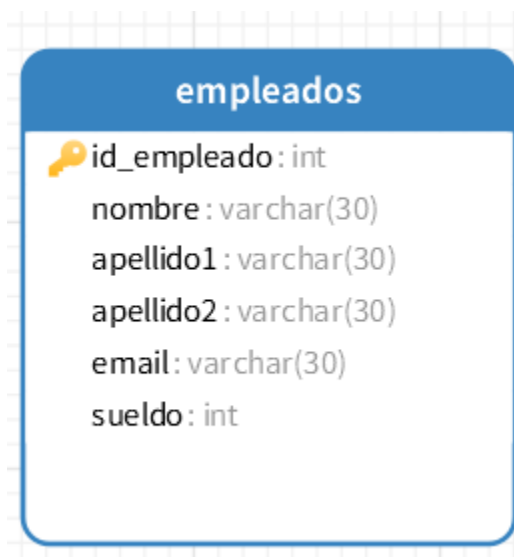 empleados
id_empleado : int
nombre : varchar(30)
apellido1 : varchar(30)
apellido2 : varchar(30)
email : varchar(30)
sueldo : int